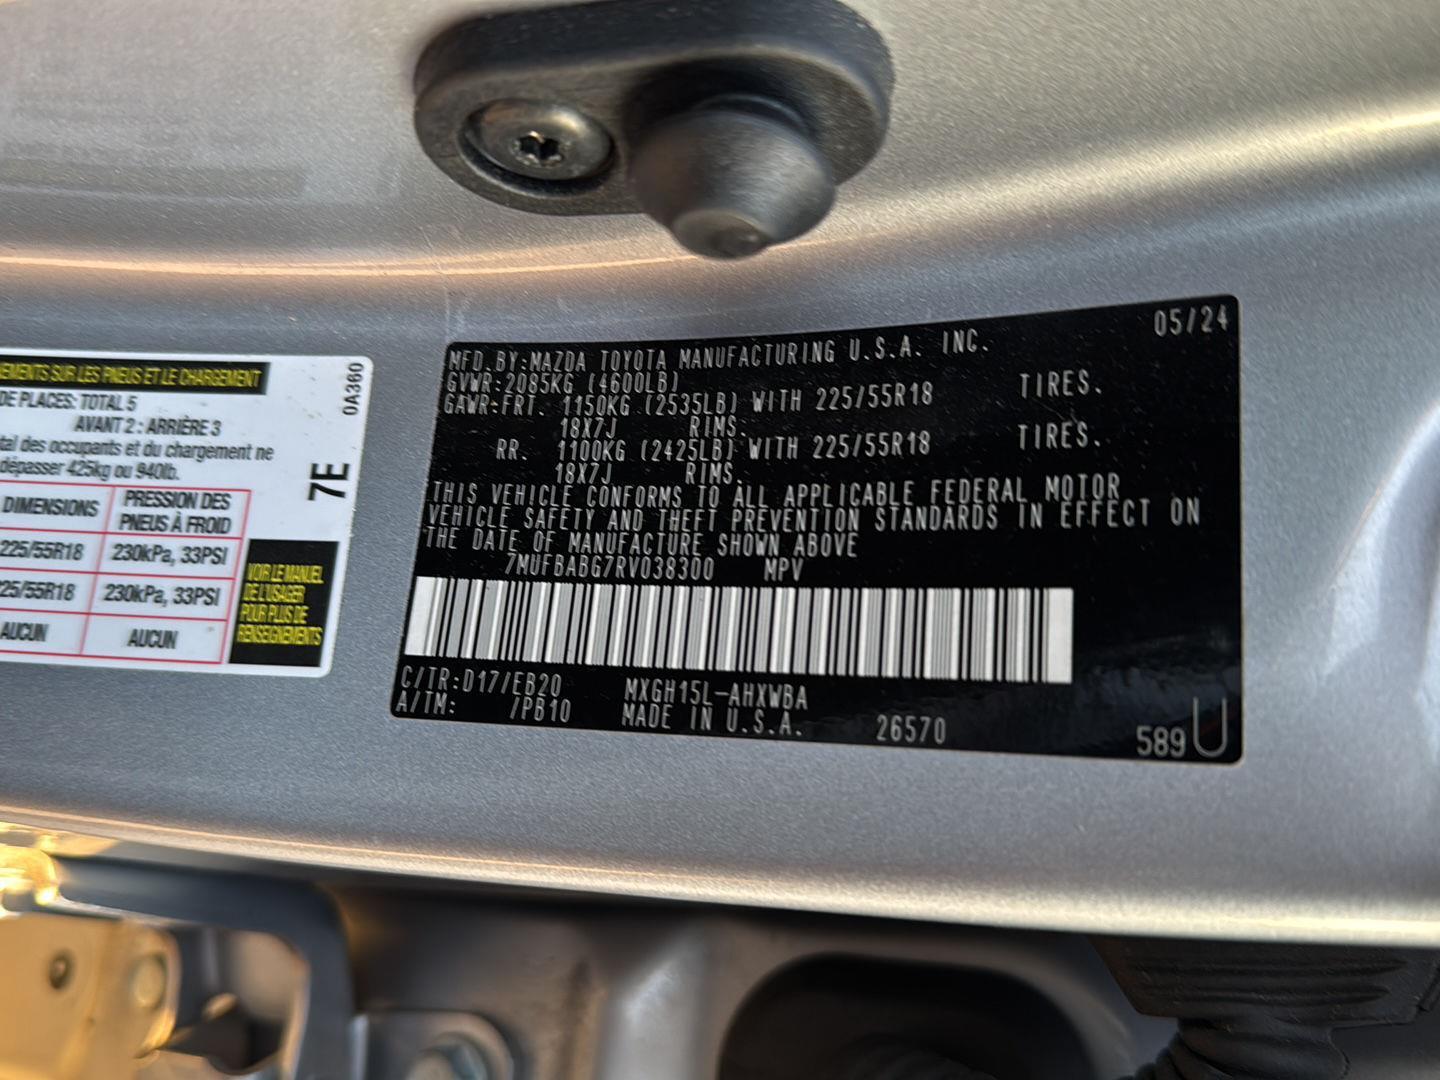 NEMENTS SUR LES PNEUS ET LE CHARGEMENT
DE PLACES: TOTAL 5
AVANT 2 : ARRIÈRE 3
tal des occupants et du chargement ne
dépasser 425kg ou 940lb.
DIMENSIONS PRESSION DES PNEUS À FROID
225/55R18 230kPa, 33PSI
25/55R18 230kPa, 33PSI
AUCUN AUCUN
0A360
7E
VOIR LE MANUEL
DE L'USAGER
POUR PLUS DE
RENSEIGNEMENTS
05/24
MFD.BY:MAZDA TOYOTA MANUFACTURING U.S.A. INC.
GVWR:2085KG (4600LB)
GAWR:FRT. 1150KG (2535LB) WITH 225/55R18 TIRES.
18X7J RIMS.
RR. 1100KG (2425LB) WITH 225/55R18 TIRES.
18X7J RIMS.
THIS VEHICLE CONFORMS TO ALL APPLICABLE FEDERAL MOTOR
VEHICLE SAFETY AND THEFT PREVENTION STANDARDS IN EFFECT ON
THE DATE OF MANUFACTURE SHOWN ABOVE
7MUFBABG7RV038300 MPV
C/TR:D17/EB20 MXGH15L-AHXWBA
A/TM: /PB10 MADE IN U.S.A. 26570
589U